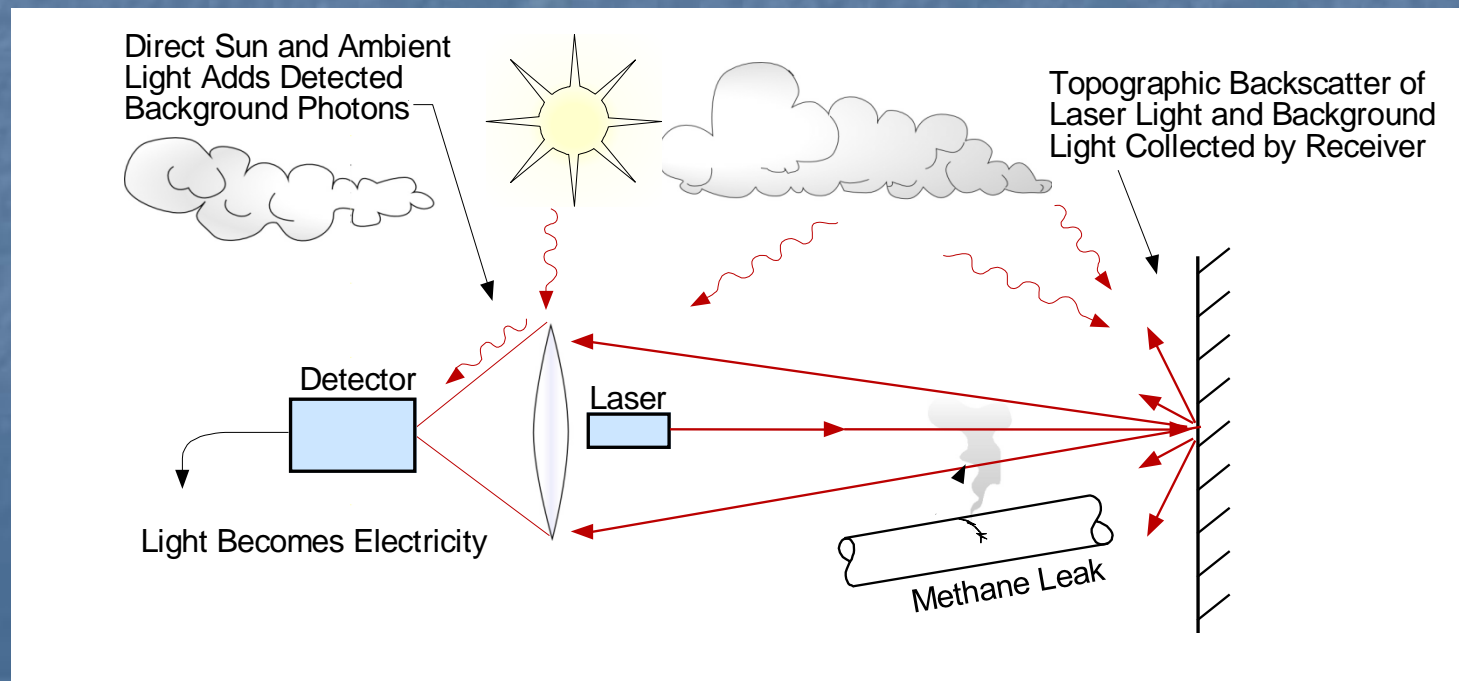 Direct Sun and Ambient
Light Adds Detected
Background Photons
Topographic Backscatter of
Laser Light and Background
Light Collected by Receiver
Detector
Laser
Light Becomes Electricity
Methane Leak